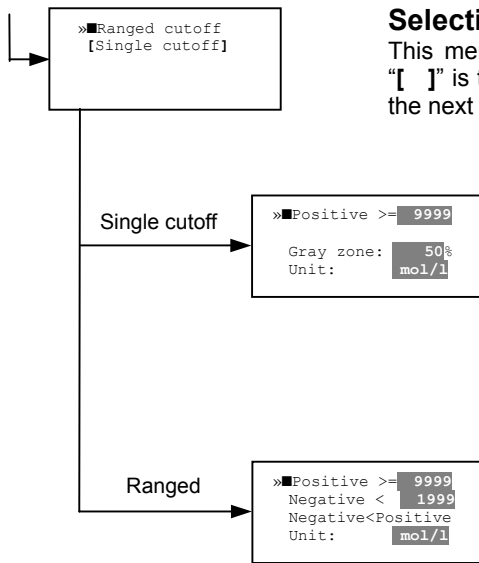 »■Ranged cutoff
[Single cutoff]
Selecti
This me
“[ ]” is
the next
Single cutoff
»■Positive >= 9999
Gray zone: 50%
Unit: mol/l
Ranged
»■Positive >= 9999
Negative < 1999
Negative<Positive
Unit: mol/l